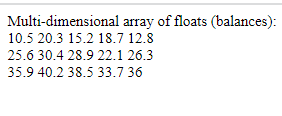 Multi-dimensional array of floats (balances):
10.5 20.3 15.2 18.7 12.8
25.6 30.4 28.9 22.1 26.3
35.9 40.2 38.5 33.7 36